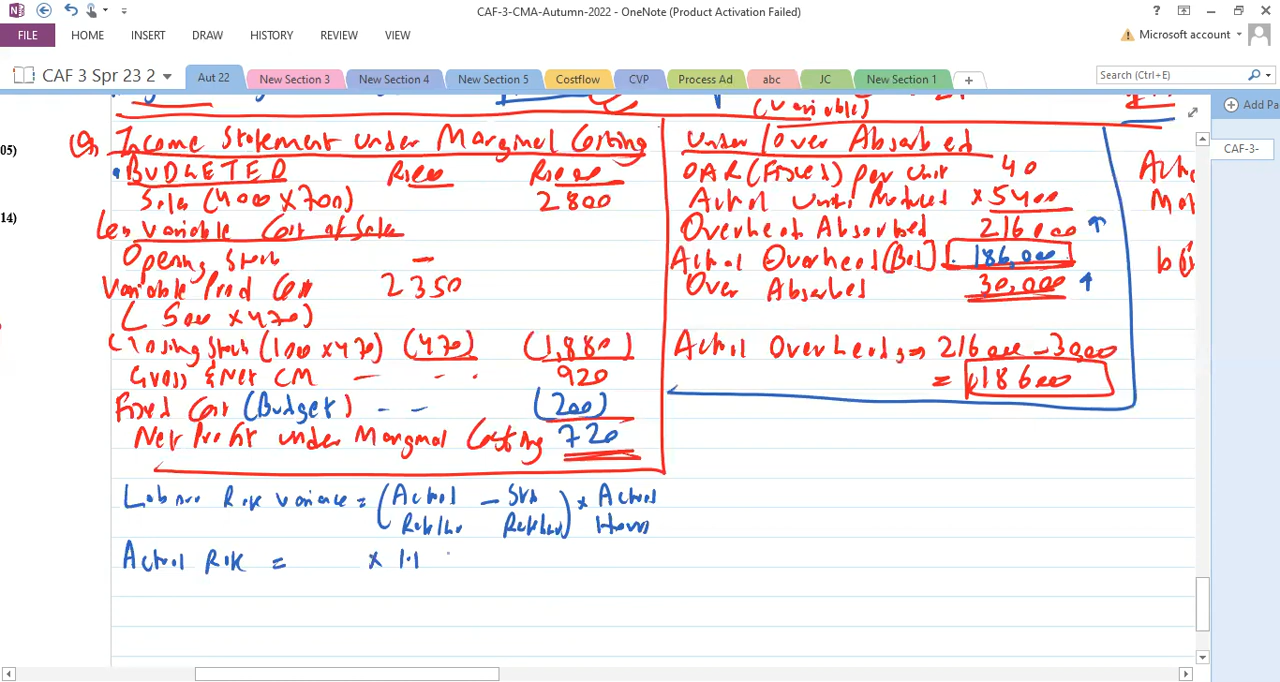 CAF-3-CMA-Autumn-2022 - OneNote (Product Activation Failed)
FILE HOME INSERT DRAW HISTORY REVIEW VIEW
Microsoft account
CAF 3 Spr 23 2 Aut 22 New Section 3 New Section 4 New Section 5 Costflow CVP Process Ad abc JC New Section 1
Search (Ctrl+E)
Add Pa
CAF-3-
(Variable)
05)
14)
Income Statement under Marginal Costing
BUDGETED
Sales (400 x 700) 2800
Less Variable Cost of Sales
Opening Stock —
Variable Prod Cost 2350
( 500 x 470)
Closing Stock (100 x 470) (470) (1,880)
Gross & Net CM 920
Fixed Cost (Budget) (200)
Net Profit under Marginal Costing 720
Under / Over Absorbed
OAR (Fixed) per Unit 40
Actual Units Produced x 5400
Overhead Absorbed 216000
Actual Overhead (Bal) 186,000
Over Absorbed 30,000
Actual Overheads = 216000 - 30,000
= 186000
Labour Rate Variance = ( Actual Rate/hr - Std Rate/hour ) x Actual Hours
Actual Rate = x 1.1